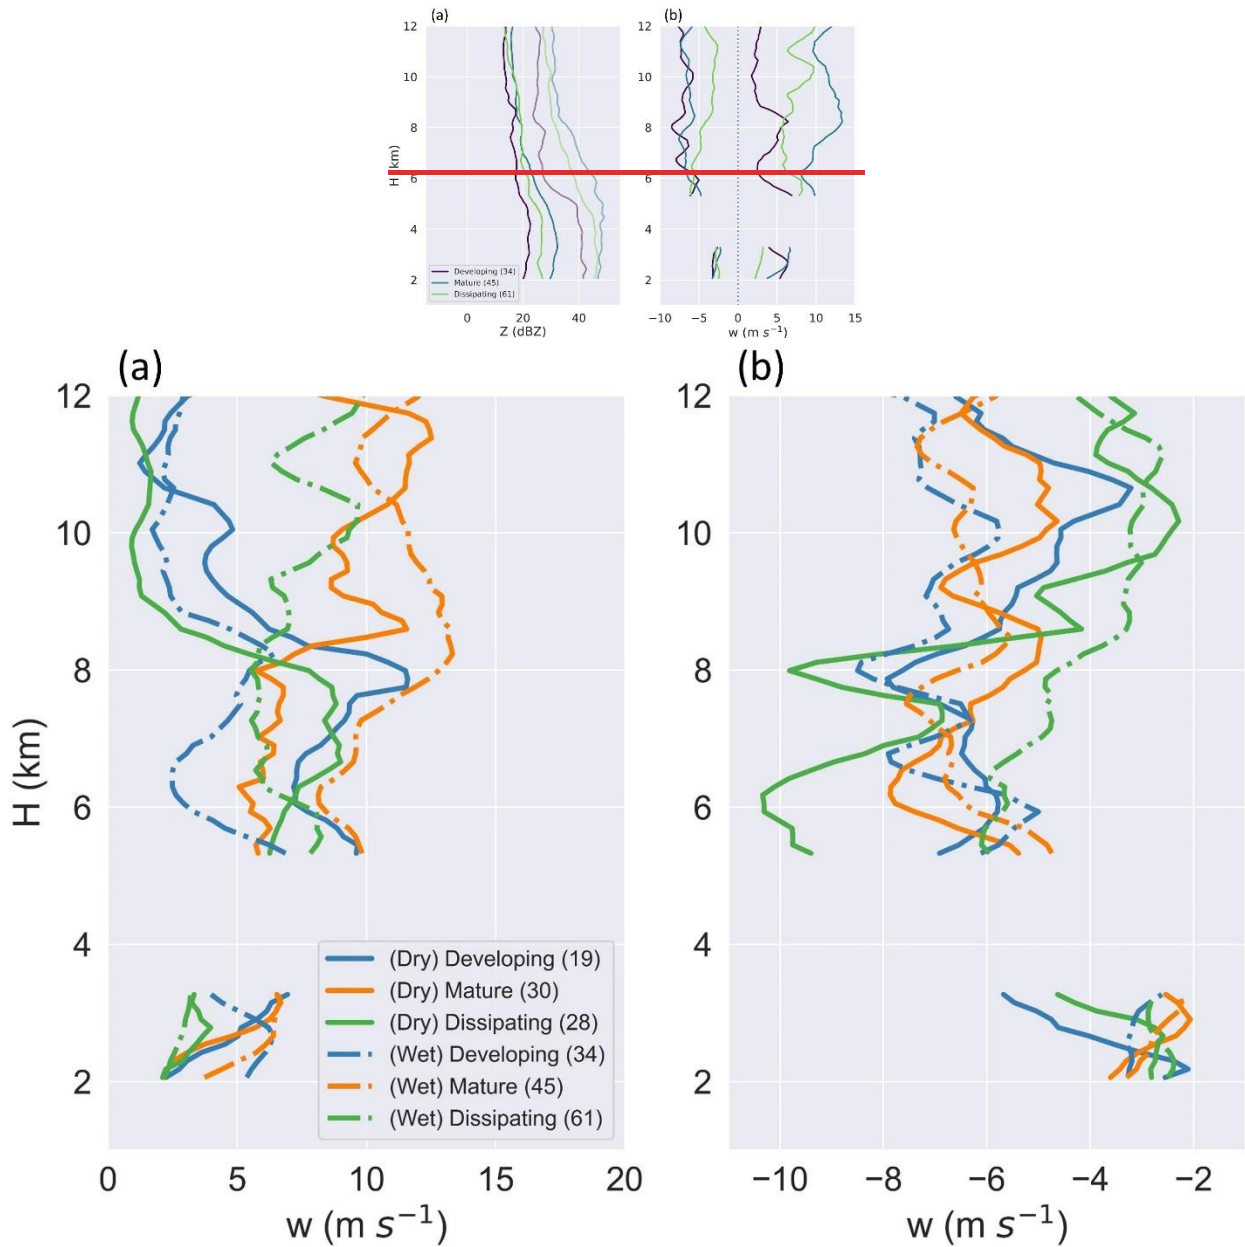 (a)
(b)
12
10
8
6
4
2
H (km)
Developing (34)
Mature (45)
Dissipating (61)
0
20
40
Z (dBZ)
12
10
8
6
4
2
−10
−5
0
5
10
15
w (m s⁻¹)
(a)
(b)
12
10
8
6
4
2
H (km)
(Dry) Developing (19)
(Dry) Mature (30)
(Dry) Dissipating (28)
(Wet) Developing (34)
(Wet) Mature (45)
(Wet) Dissipating (61)
0
5
10
15
20
w (m s⁻¹)
12
10
8
6
4
2
−10
−8
−6
−4
−2
w (m s⁻¹)